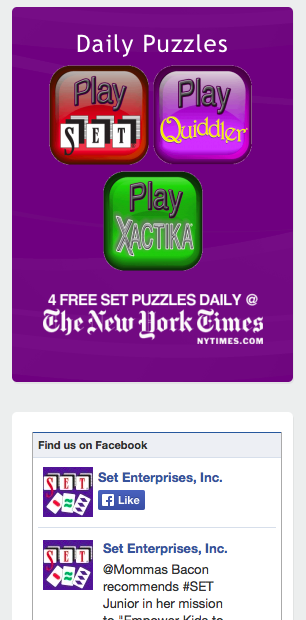 Daily Puzzles
Play
SET
Play
Quiddler
Play
XACTIKA
4 FREE SET PUZZLES DAILY @
The New York Times
NYTIMES.COM
Find us on Facebook
SET
Set Enterprises, Inc.
Like
SET
Set Enterprises, Inc.
@Mommas Bacon
recommends #SET
Junior in her mission
to "Empower Kids to